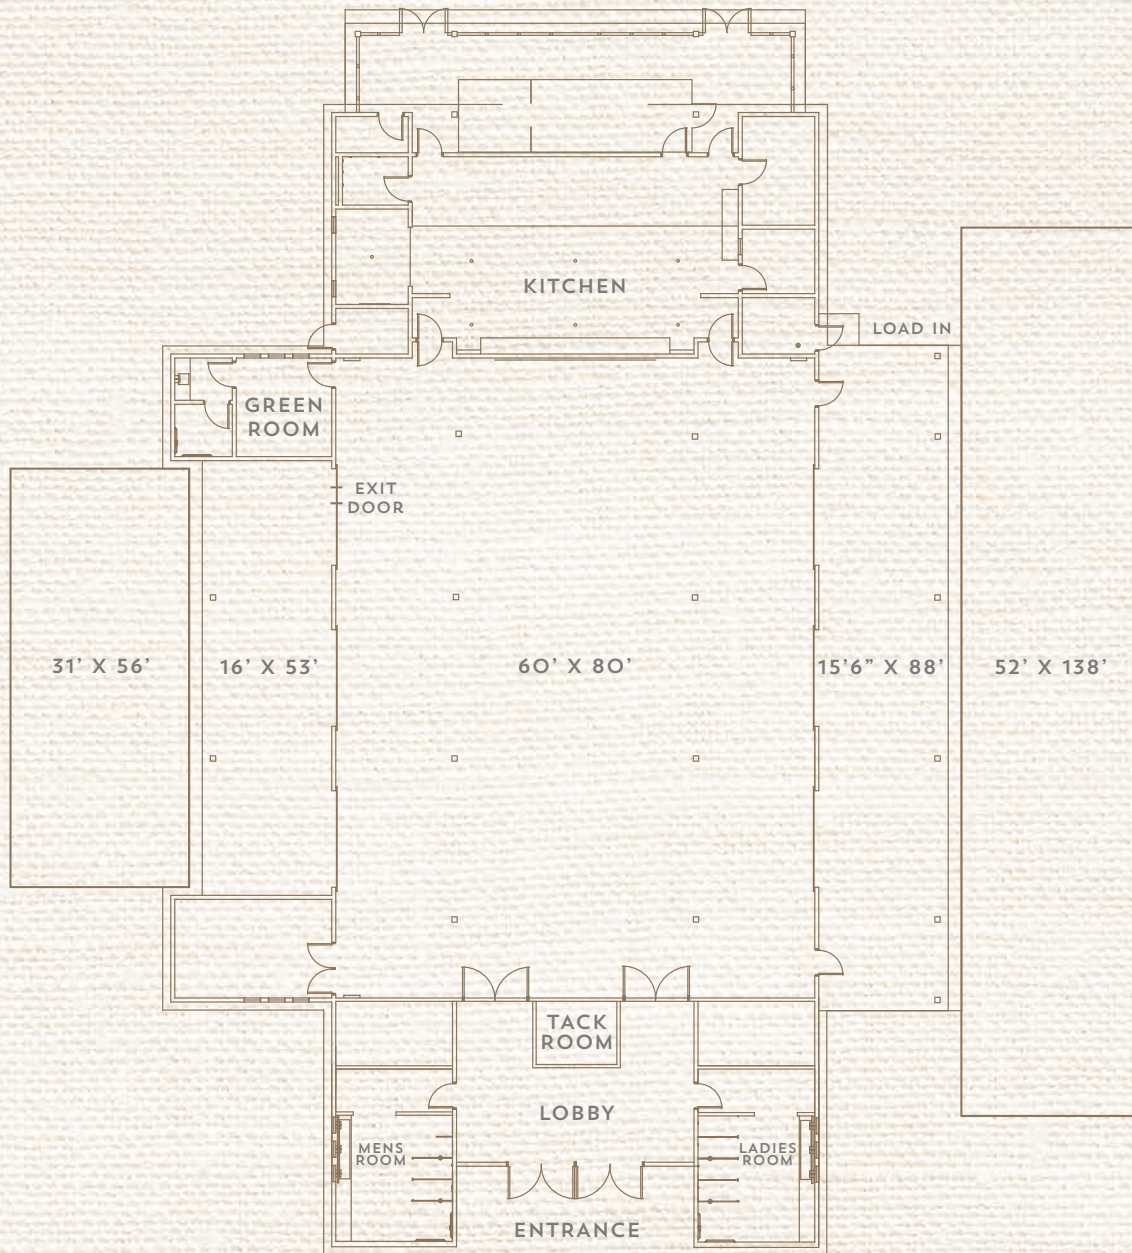 KITCHEN
LOAD IN
GREEN
ROOM
EXIT
DOOR
31' X 56'
16' X 53'
60' X 80'
15'6" X 88'
52' X 138'
TACK
ROOM
LOBBY
MENS
ROOM
LADIES
ROOM
ENTRANCE